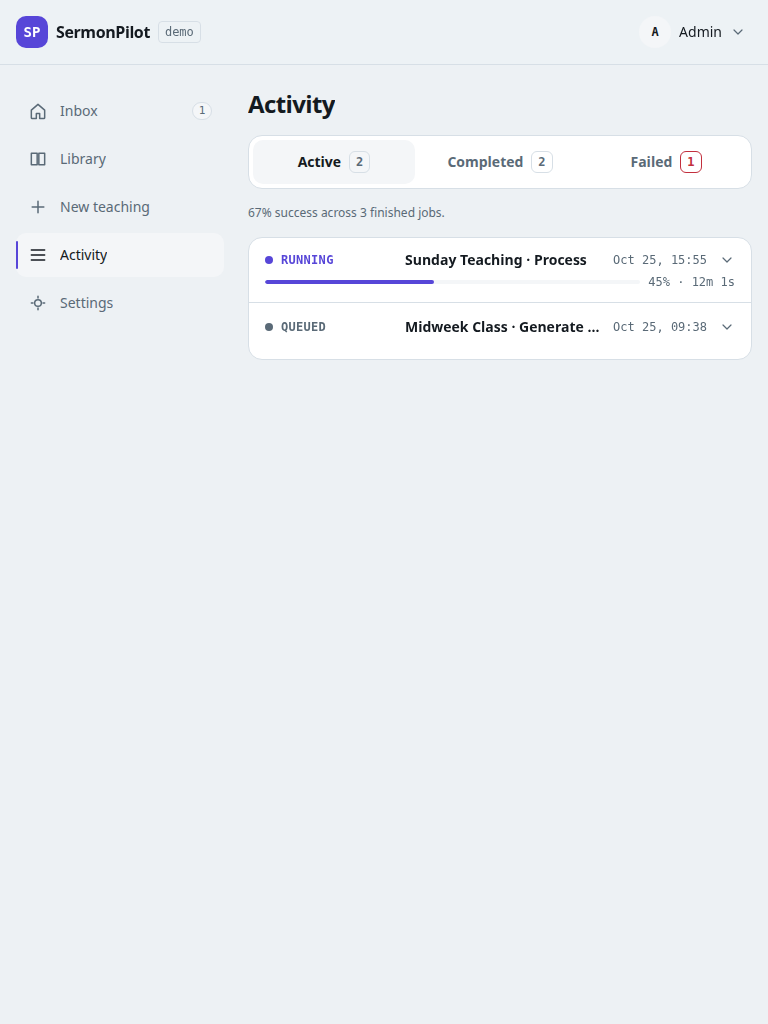 SP SermonPilot demo
A Admin
Inbox 1
Library
New teaching
Activity
Settings
Activity
Active 2 Completed 2 Failed 1
67% success across 3 finished jobs.
RUNNING Sunday Teaching · Process Oct 25, 15:55
45% · 12m 1s
QUEUED Midweek Class · Generate ... Oct 25, 09:38